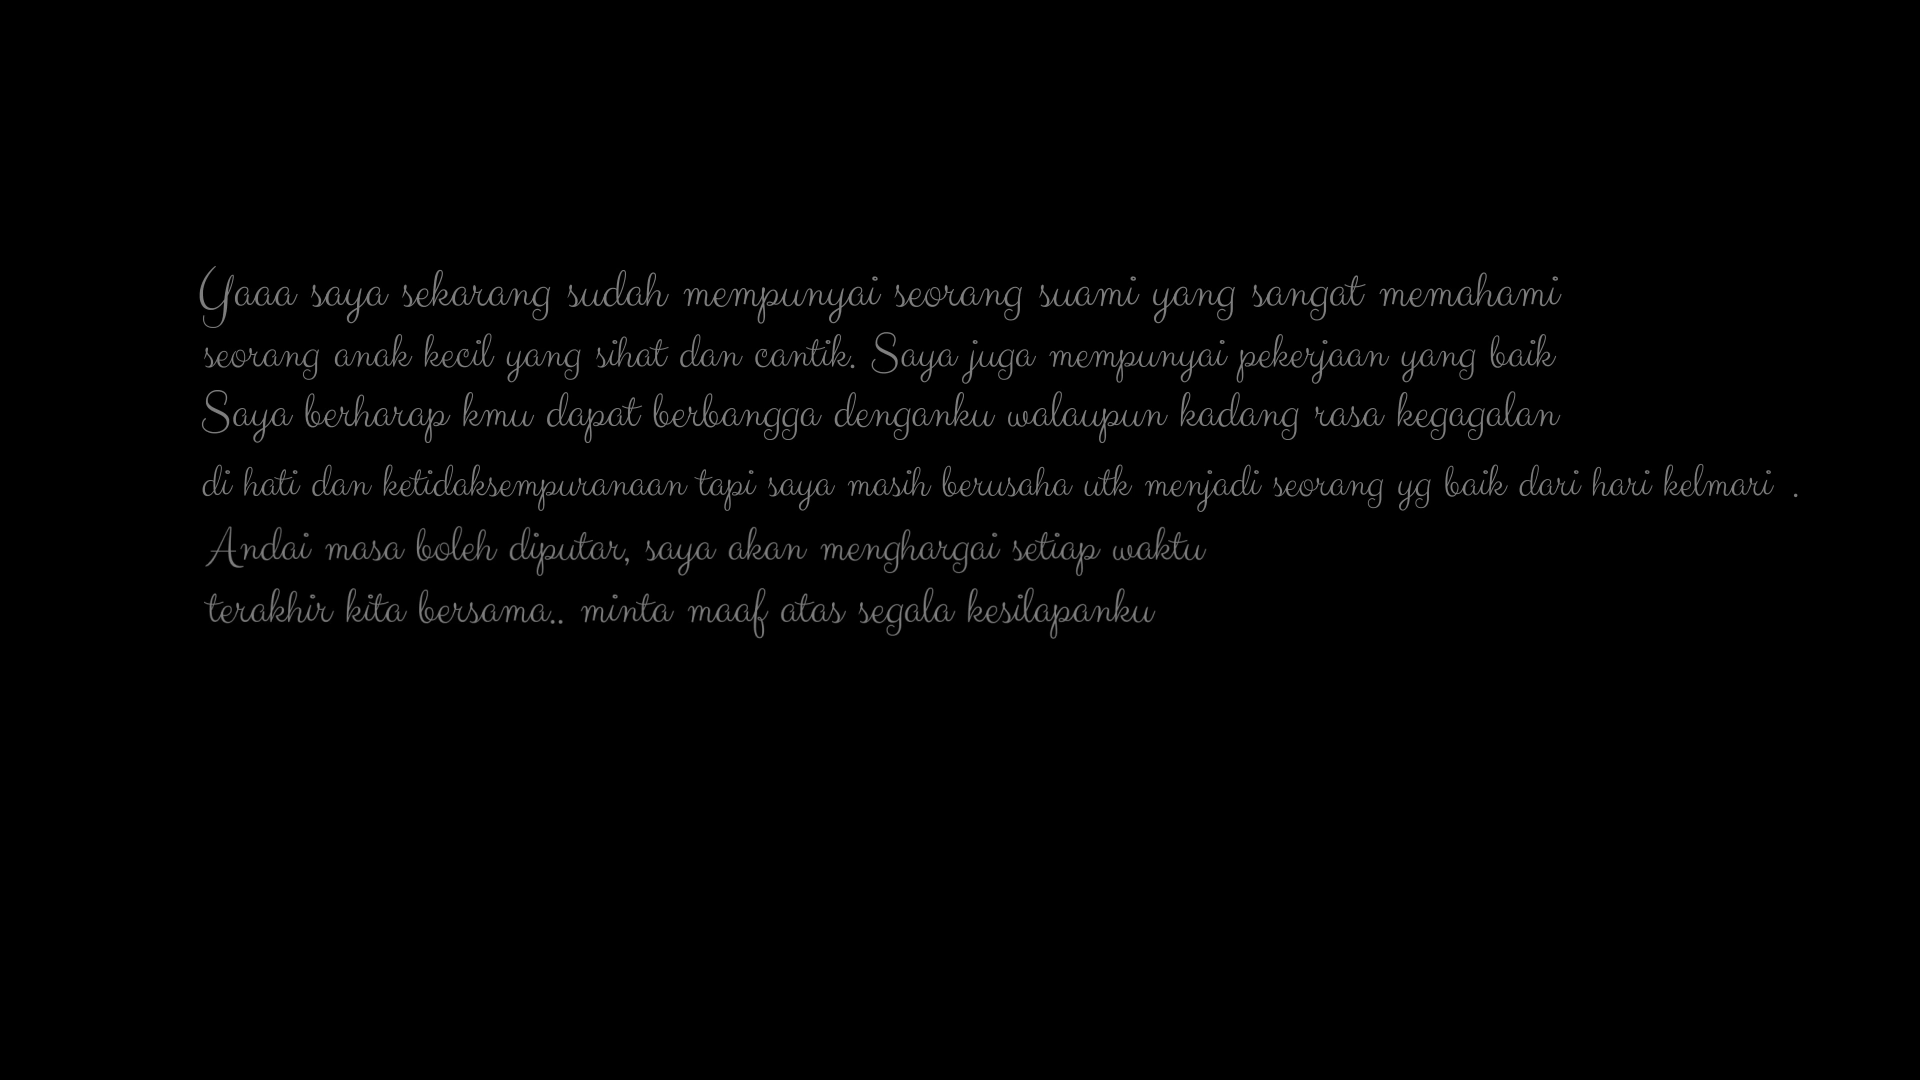 Yaaa saya sekarang sudah mempunyai seorang suami yang sangat memahami
seorang anak kecil yang sihat dan cantik. Saya juga mempunyai pekerjaan yang baik
Saya berharap kmu dapat berbangga denganku walaupun kadang rasa kegagalan
di hati dan ketidaksempuranaan tapi saya masih berusaha utk menjadi seorang yg baik dari hari kelmari .
Andai masa boleh diputar, saya akan menghargai setiap waktu
terakhir kita bersama.. minta maaf atas segala kesilapanku